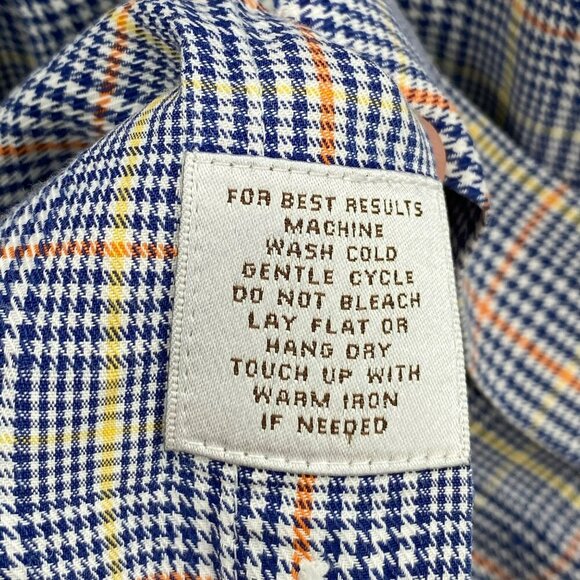 FOR BEST RESULTS
MACHINE
WASH COLD
GENTLE CYCLE
DO NOT BLEACH
LAY FLAT OR
HANG DRY
TOUCH UP WITH
WARM IRON
IF NEEDED